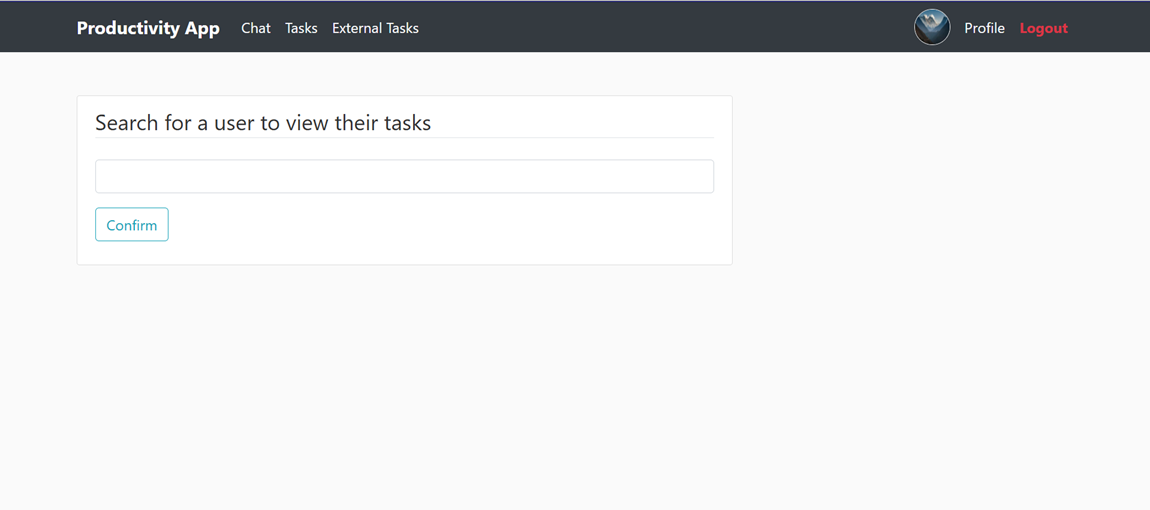 Productivity App Chat Tasks External Tasks Profile Logout
Search for a user to view their tasks
Confirm